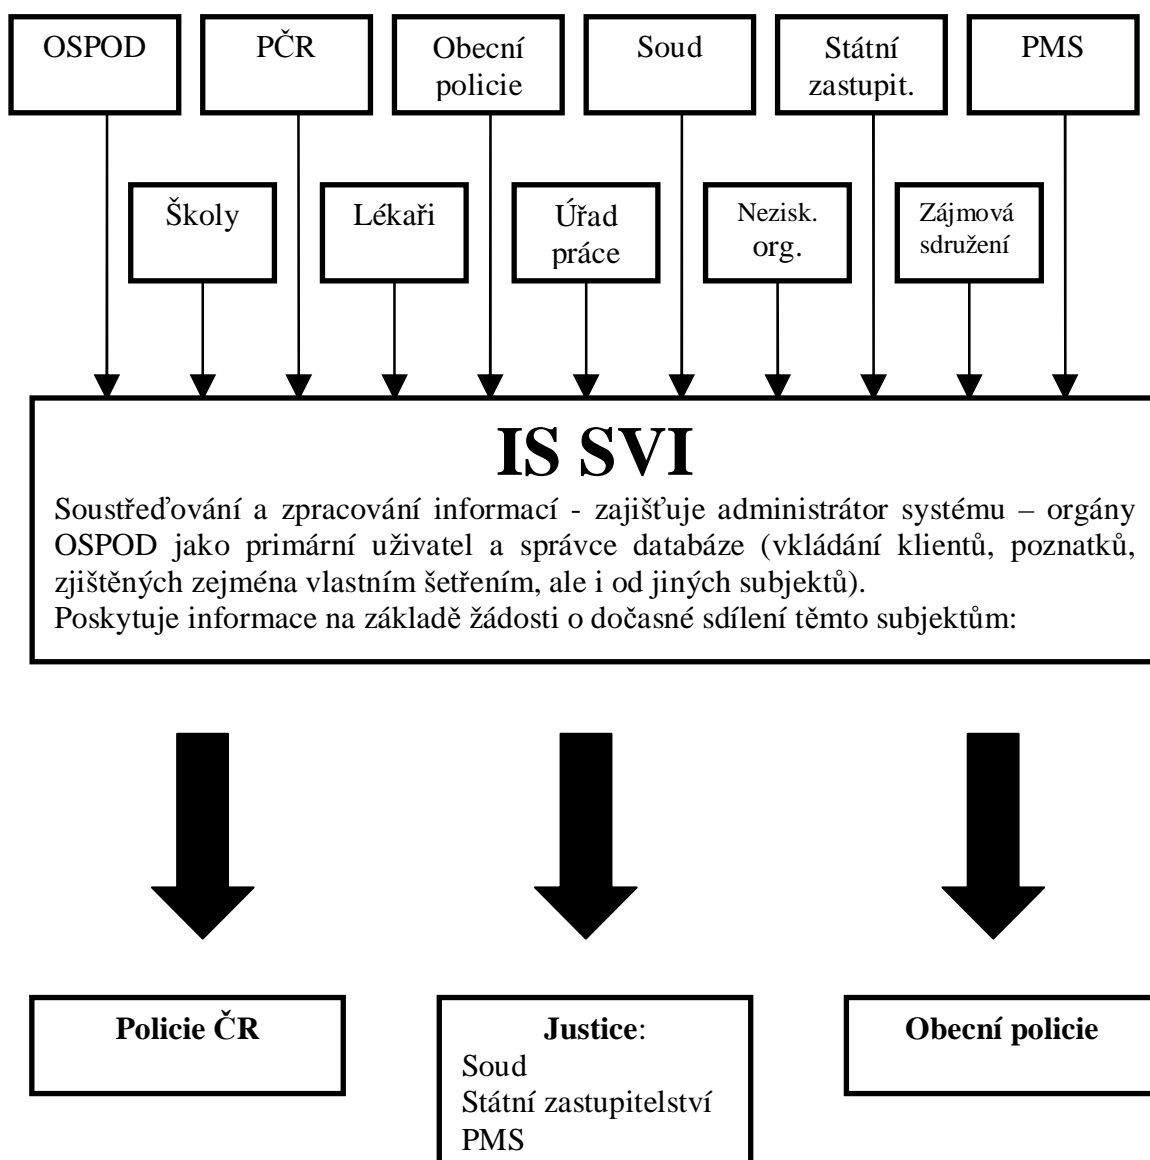 OSPOD
PČR
Obecní
policie
Soud
Státní
zastupit.
PMS
Školy
Lékaři
Úřad
práce
Nezisk.
org.
Zájmová
sdružení
IS SVI
Soustřeďování a zpracování informací - zajišťuje administrátor systému – orgány
OSPOD jako primární uživatel a správce databáze (vkládání klientů, poznatků,
zjištěných zejména vlastním šetřením, ale i od jiných subjektů).
Poskytuje informace na základě žádosti o dočasné sdílení těmto subjektům:
Policie ČR
Justice:
Soud
Státní zastupitelství
PMS
Obecní policie